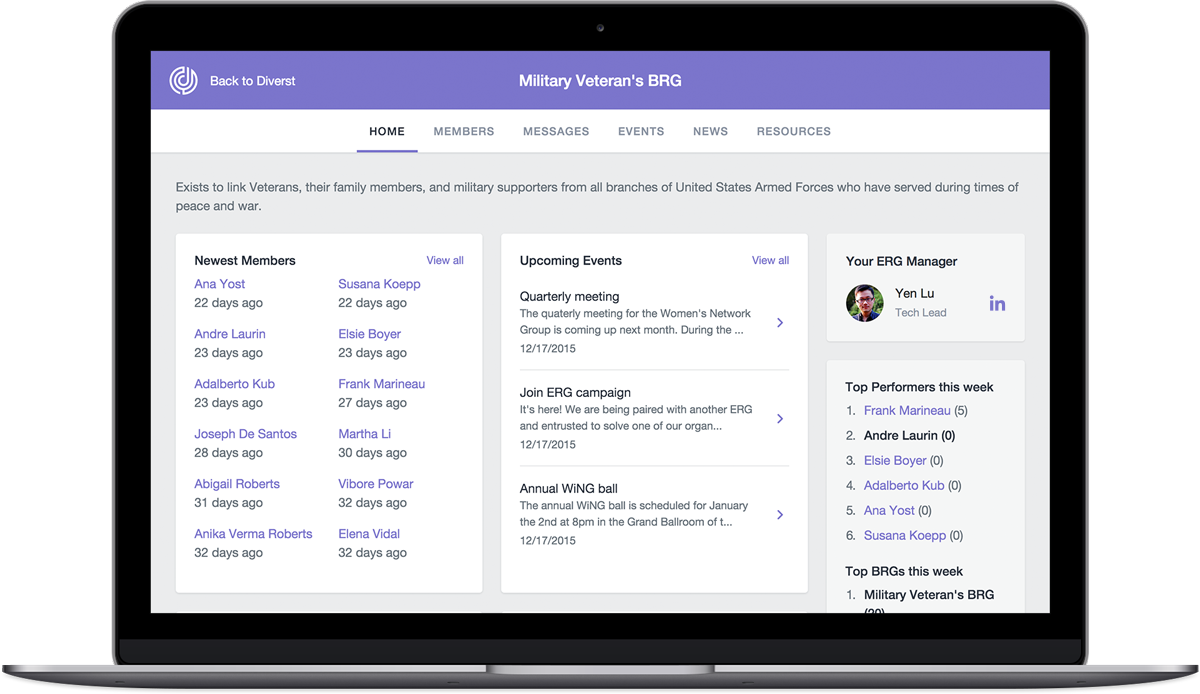 Back to Diverst
Military Veteran's BRG
HOME MEMBERS MESSAGES EVENTS NEWS RESOURCES
Exists to link Veterans, their family members, and military supporters from all branches of United States Armed Forces who have served during times of
peace and war.
Newest Members View all
Ana Yost Susana Koepp
22 days ago 22 days ago
Andre Laurin Elsie Boyer
23 days ago 23 days ago
Adalberto Kub Frank Marineau
23 days ago 27 days ago
Joseph De Santos Martha Li
28 days ago 30 days ago
Abigail Roberts Vibore Powar
31 days ago 32 days ago
Anika Verma Roberts Elena Vidal
32 days ago 32 days ago
Upcoming Events View all
Quarterly meeting
The quaterly meeting for the Women's Network
Group is coming up next month. During the ...
12/17/2015
Join ERG campaign
It's here! We are being paired with another ERG
and entrusted to solve one of our organ...
12/17/2015
Annual WiNG ball
The annual WiNG ball is scheduled for January
the 2nd at 8pm in the Grand Ballroom of t...
12/17/2015
Your ERG Manager
Yen Lu
Tech Lead
in
Top Performers this week
1. Frank Marineau (5)
2. Andre Laurin (0)
3. Elsie Boyer (0)
4. Adalberto Kub (0)
5. Ana Yost (0)
6. Susana Koepp (0)
Top BRGs this week
1. Military Veteran's BRG